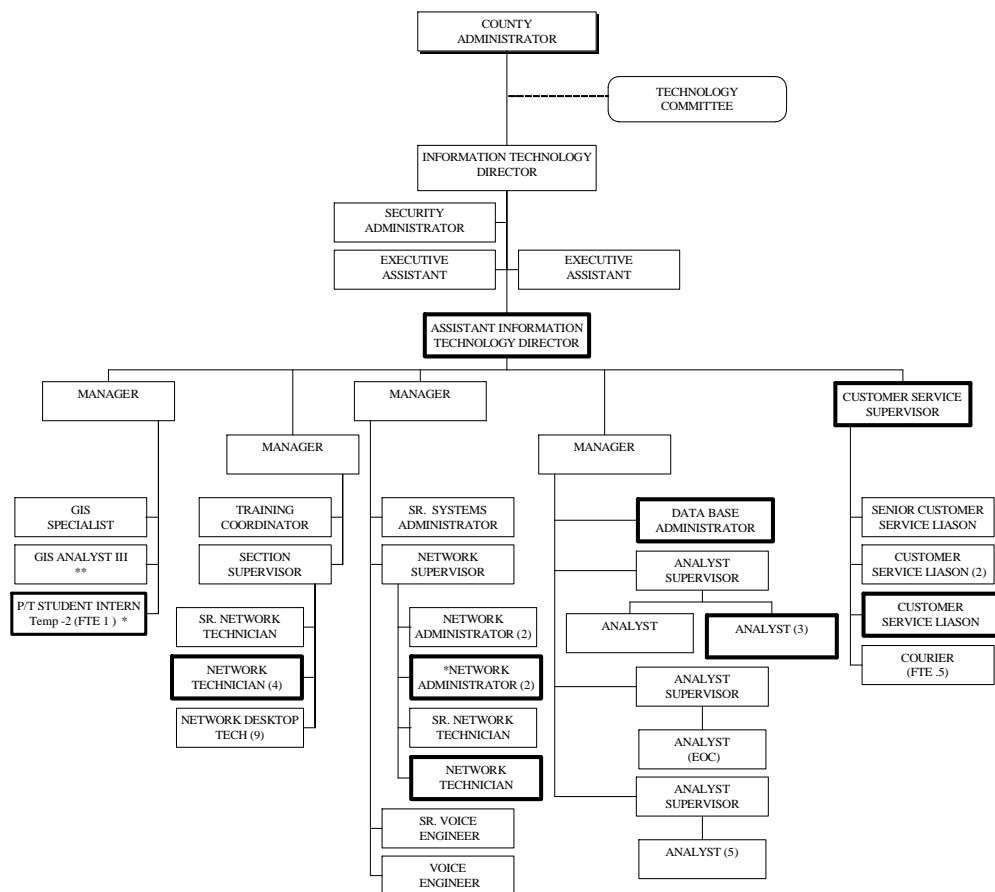 COUNTY
ADMINISTRATOR
TECHNOLOGY
COMMITTEE
INFORMATION TECHNOLOGY
DIRECTOR
SECURITY
ADMINISTRATOR
EXECUTIVE
ASSISTANT
EXECUTIVE
ASSISTANT
ASSISTANT INFORMATION
TECHNOLOGY DIRECTOR
MANAGER
GIS
SPECIALIST
GIS ANALYST III
**
P/T STUDENT INTERN
Temp -2 (FTE 1 ) *
MANAGER
TRAINING
COORDINATOR
SECTION
SUPERVISOR
SR. NETWORK
TECHNICIAN
NETWORK
TECHNICIAN (4)
NETWORK DESKTOP
TECH (9)
MANAGER
SR. SYSTEMS
ADMINISTRATOR
NETWORK
SUPERVISOR
NETWORK
ADMINISTRATOR (2)
*NETWORK
ADMINISTRATOR (2)
SR. NETWORK
TECHNICIAN
NETWORK
TECHNICIAN
SR. VOICE
ENGINEER
VOICE
ENGINEER
MANAGER
DATA BASE
ADMINISTRATOR
ANALYST
SUPERVISOR
ANALYST
ANALYST (3)
ANALYST
SUPERVISOR
ANALYST
(EOC)
ANALYST
SUPERVISOR
ANALYST (5)
CUSTOMER SERVICE
SUPERVISOR
SENIOR CUSTOMER
SERVICE LIASON
CUSTOMER
SERVICE LIASON (2)
CUSTOMER
SERVICE LIASON
COURIER
(FTE .5)